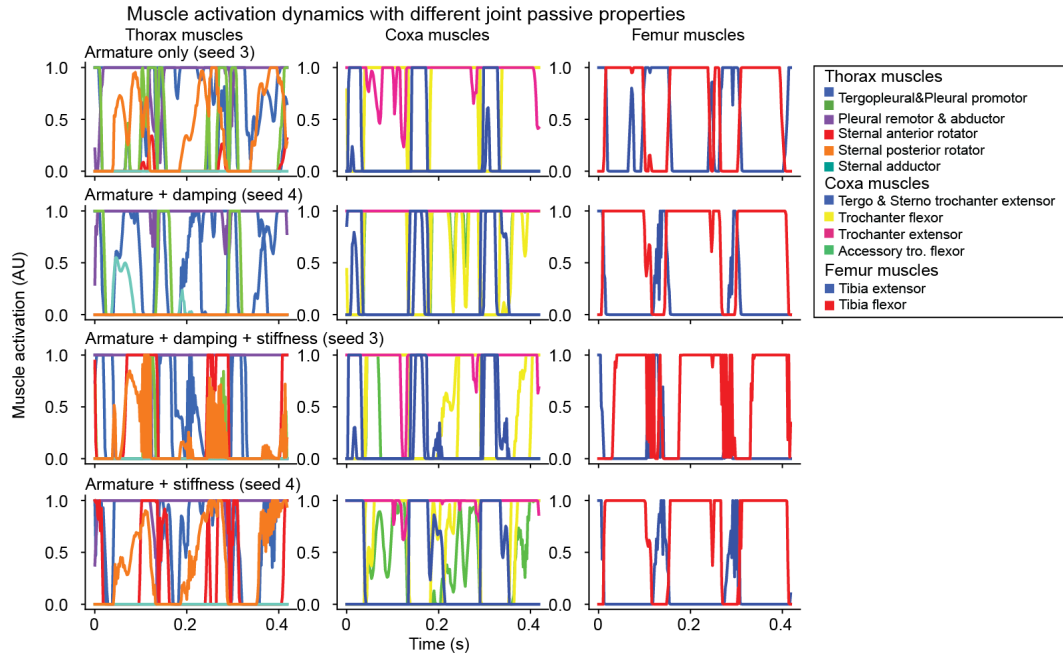 Muscle activation dynamics with different joint passive properties
Thorax muscles
Coxa muscles
Femur muscles
Armature only (seed 3)
1.0
0.5
0.0
1.0
0.5
0.0
1.0
0.5
0.0
Armature + damping (seed 4)
1.0
0.5
0.0
1.0
0.5
0.0
1.0
0.5
0.0
Armature + damping + stiffness (seed 3)
1.0
0.5
0.0
1.0
0.5
0.0
1.0
0.5
0.0
Armature + stiffness (seed 4)
1.0
0.5
0.0
1.0
0.5
0.0
1.0
0.5
0.0
0 0.2 0.4
0 0.2 0.4
0 0.2 0.4
Time (s)
Muscle activation (AU)
Thorax muscles
Tergopleural&Pleural promotor
Pleural remotor & abductor
Sternal anterior rotator
Sternal posterior rotator
Sternal adductor
Coxa muscles
Tergo & Sterno trochanter extensor
Trochanter flexor
Trochanter extensor
Accessory tro. flexor
Femur muscles
Tibia extensor
Tibia flexor